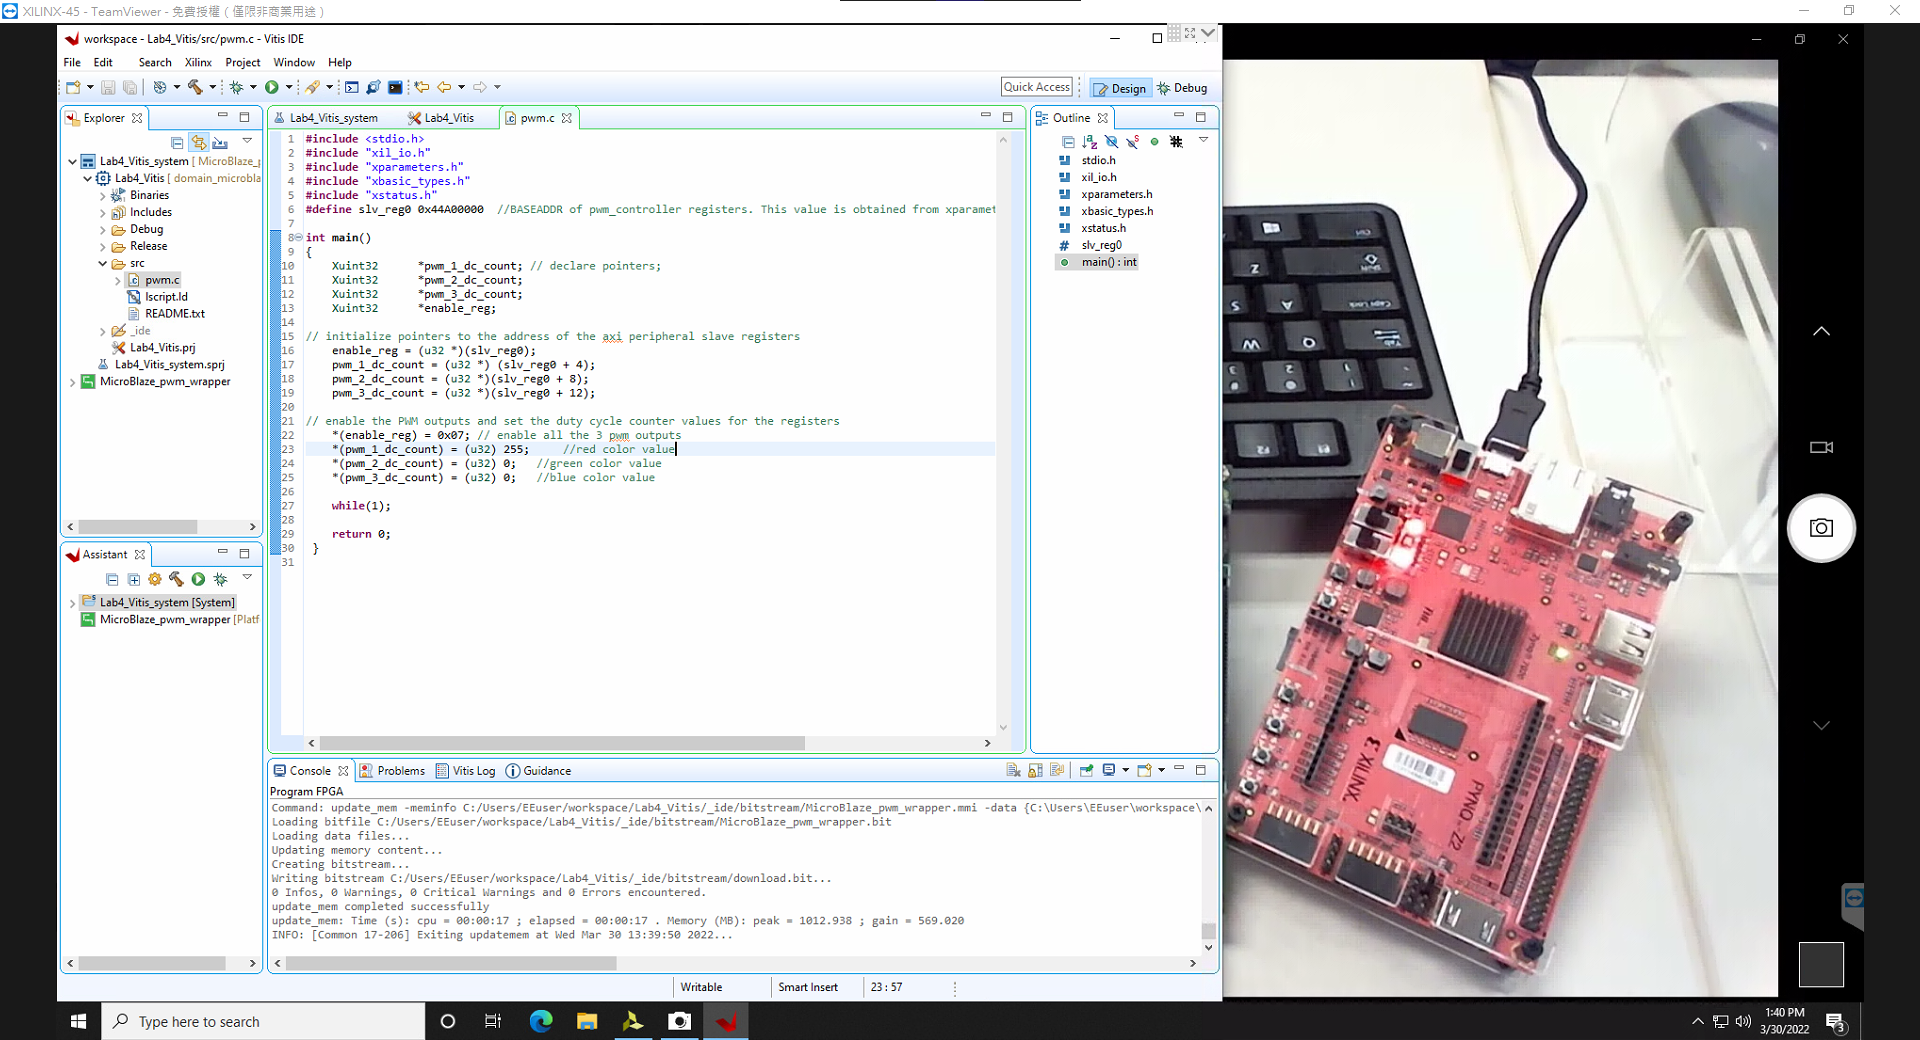 XILINX-45 - TeamViewer - 免費授權（僅限非商業用途）
workspace - Lab4_Vitis/src/pwm.c - Vitis IDE
File Edit Search Xilinx Project Window Help
Quick Access Design Debug
Explorer
Lab4_Vitis_system [ MicroBlaze_p
Lab4_Vitis [ domain_microbla
Binaries
Includes
Debug
Release
src
pwm.c
lscript.ld
README.txt
_ide
Lab4_Vitis.prj
Lab4_Vitis_system.sprj
MicroBlaze_pwm_wrapper
Assistant
Lab4_Vitis_system [System]
MicroBlaze_pwm_wrapper [Platf
Lab4_Vitis_system Lab4_Vitis pwm.c
1 #include <stdio.h>
2 #include "xil_io.h"
3 #include "xparameters.h"
4 #include "xbasic_types.h"
5 #include "xstatus.h"
6 #define slv_reg0 0x44A00000 //BASEADDR of pwm_controller registers. This value is obtained from xparamet
7
8 int main()
9 {
10 Xuint32 *pwm_1_dc_count; // declare pointers;
11 Xuint32 *pwm_2_dc_count;
12 Xuint32 *pwm_3_dc_count;
13 Xuint32 *enable_reg;
14
15 // initialize pointers to the address of the axi peripheral slave registers
16 enable_reg = (u32 *)(slv_reg0);
17 pwm_1_dc_count = (u32 *) (slv_reg0 + 4);
18 pwm_2_dc_count = (u32 *)(slv_reg0 + 8);
19 pwm_3_dc_count = (u32 *)(slv_reg0 + 12);
20
21 // enable the PWM outputs and set the duty cycle counter values for the registers
22 *(enable_reg) = 0x07; // enable all the 3 pwm outputs
23 *(pwm_1_dc_count) = (u32) 255; //red color value
24 *(pwm_2_dc_count) = (u32) 0; //green color value
25 *(pwm_3_dc_count) = (u32) 0; //blue color value
26
27 while(1);
28
29 return 0;
30 }
31
Outline
stdio.h
xil_io.h
xparameters.h
xbasic_types.h
xstatus.h
slv_reg0
main() : int
Console Problems Vitis Log Guidance
Program FPGA
Command: update_mem -meminfo C:/Users/EEuser/workspace/Lab4_Vitis/_ide/bitstream/MicroBlaze_pwm_wrapper.mmi -data {C:\Users\EEuser\workspace\
Loading bitfile C:/Users/EEuser/workspace/Lab4_Vitis/_ide/bitstream/MicroBlaze_pwm_wrapper.bit
Loading data files...
Updating memory content...
Creating bitstream...
Writing bitstream C:/Users/EEuser/workspace/Lab4_Vitis/_ide/bitstream/download.bit...
0 Infos, 0 Warnings, 0 Critical Warnings and 0 Errors encountered.
update_mem completed successfully
update_mem: Time (s): cpu = 00:00:17 ; elapsed = 00:00:17 . Memory (MB): peak = 1012.938 ; gain = 569.020
INFO: [Common 17-206] Exiting updatemem at Wed Mar 30 13:39:50 2022...
Writable Smart Insert 23 : 57
Ctrl
Z
Caps Lock
S
A
Tab
W
Q
3
2
1
XILINX
PYNQ-Z2
Type here to search
1:40 PM
3/30/2022
3